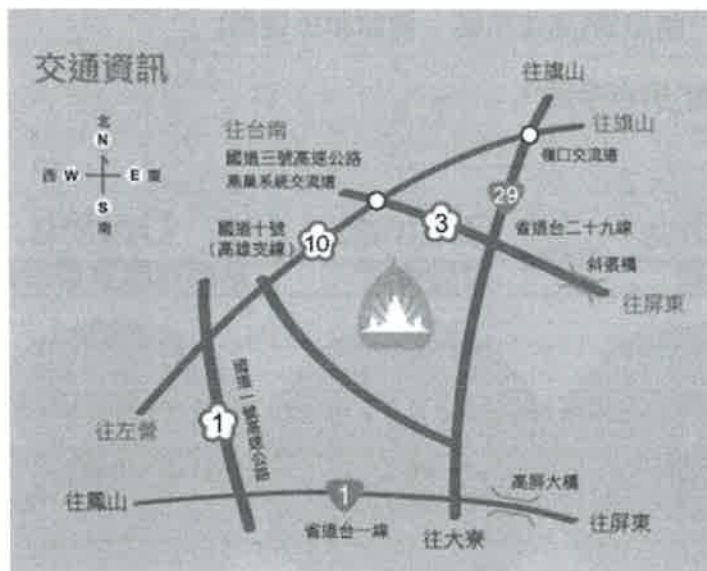 交通資訊
北
N
西 W E 東
S
南
往旗山
往旗山
往台南
國道三號高速公路
燕巢系統交流道
嶺口交流道
29
國道十號
(高雄支線)
10
3
省道台二十九線
斜張橋
往屏東
國道一號高速公路
1
往左營
往鳳山
1
省道台一線
高屏大橋
往大寮
往屏東